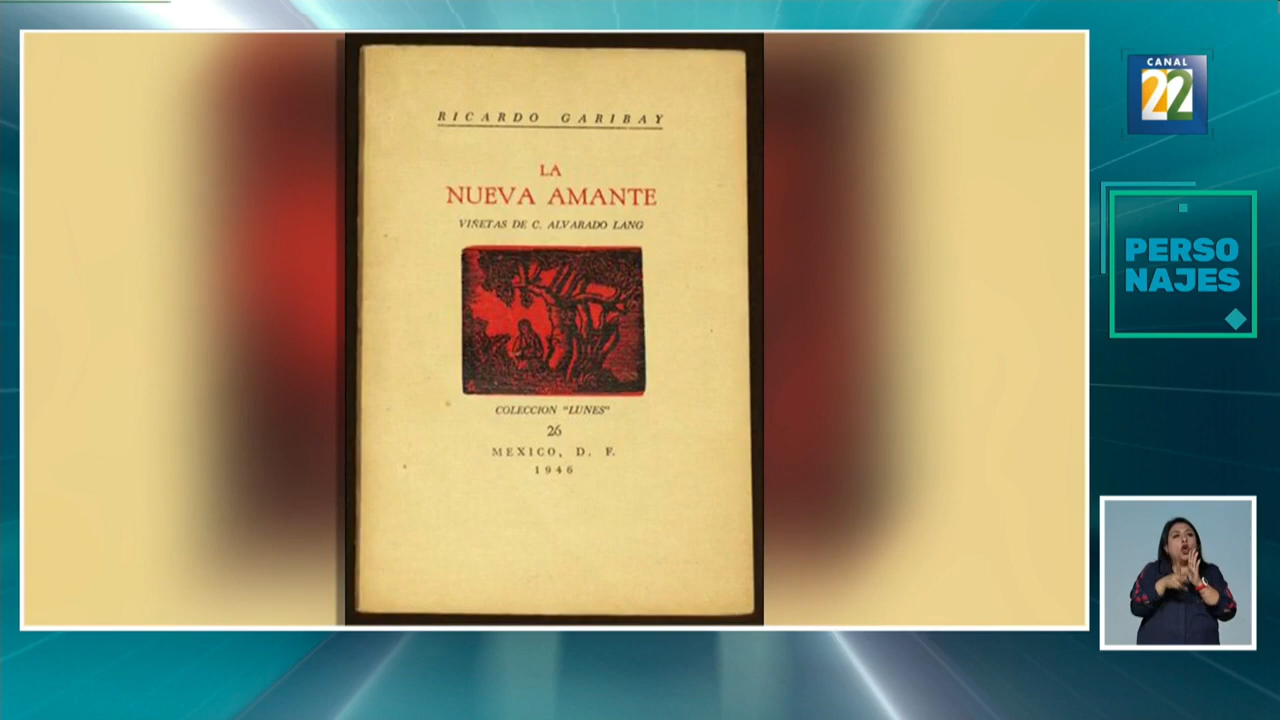 RICARDO GARIBAY
LA
NUEVA AMANTE
VIÑETAS DE C. ALVARADO LANG
COLECCION "LUNES"
26
MEXICO, D. F.
1946
CANAL
22
PERSO
NAJES